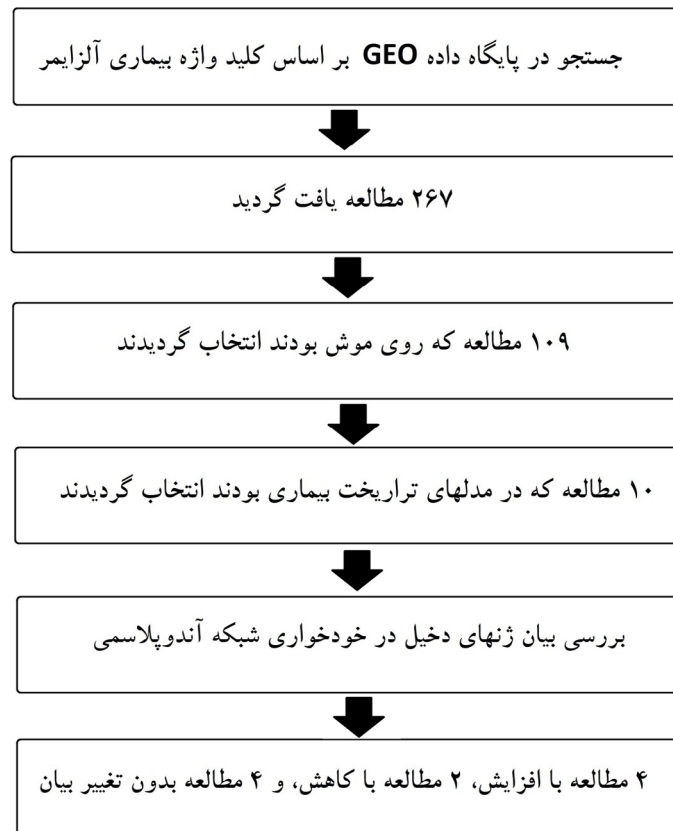 جستجو در پایگاه داده GEO بر اساس کلید واژه بیماری آلزایمر
۲۶۷ مطالعه یافت گردید
۱۰۹ مطالعه که روی موش بودند انتخاب گردیدند
۱۰ مطالعه که در مدلهای تراریخت بیماری بودند انتخاب گردیدند
بررسی بیان ژنهای دخیل در خودخواری شبکه آندوپلاسمی
۴ مطالعه با افزایش، ۲ مطالعه با کاهش، و ۴ مطالعه بدون تغییر بیان